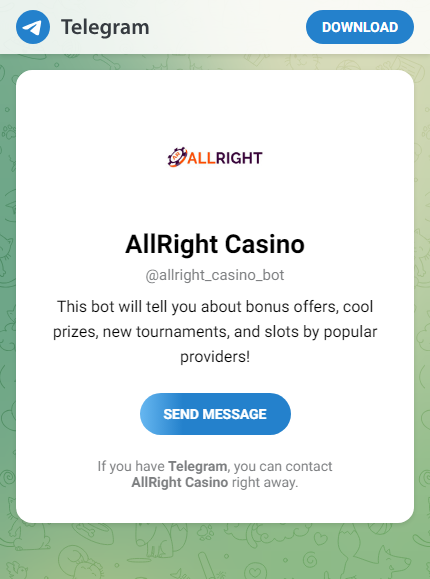 Telegram
DOWNLOAD
ALLRIGHT
AllRight Casino
@allright_casino_bot
This bot will tell you about bonus offers, cool
prizes, new tournaments, and slots by popular
providers!
SEND MESSAGE
If you have Telegram, you can contact
AllRight Casino right away.